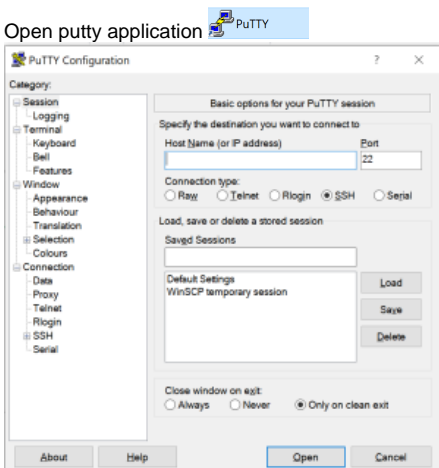 Open putty application PuTTY
PuTTY Configuration ? ×
Category:
Session
Logging
Terminal
Keyboard
Bell
Features
Window
Appearance
Behaviour
Translation
Selection
Colours
Connection
Data
Proxy
Telnet
Rlogin
SSH
Serial
Basic options for your PuTTY session
Specify the destination you want to connect to
Host Name (or IP address) Port
22
Connection type:
Raw Telnet Rlogin SSH Serial
Load, save or delete a stored session
Saved Sessions
Default Settings
WinSCP temporary session
Load
Save
Delete
Close window on exit:
Always Never Only on clean exit
About Help Open Cancel